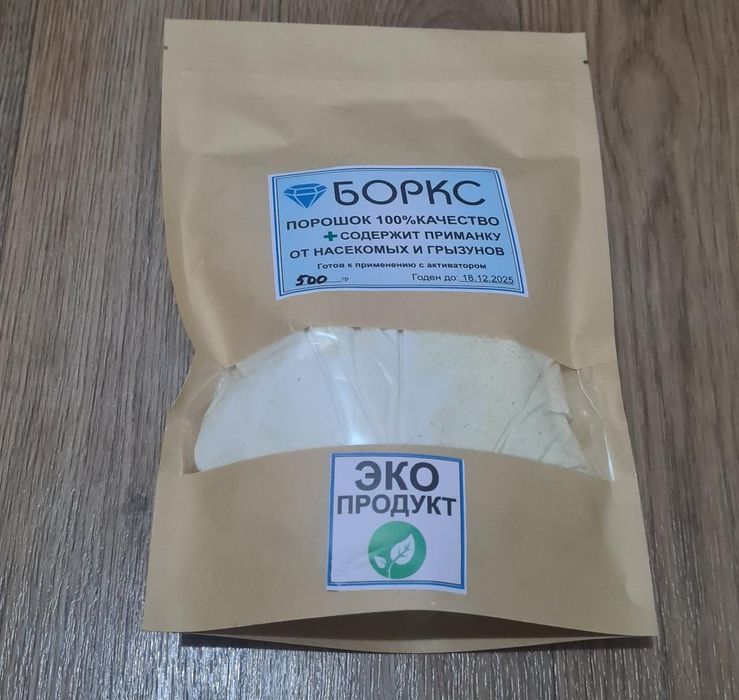 БОРКС
ПОРОШОК 100%КАЧЕСТВО
+СОДЕРЖИТ ПРИМАНКУ
ОТ НАСЕКОМЫХ И ГРЫЗУНОВ
Готов к применению с активатором
500 гр Годен до: 18.12.2025
ЭКО
ПРОДУКТ